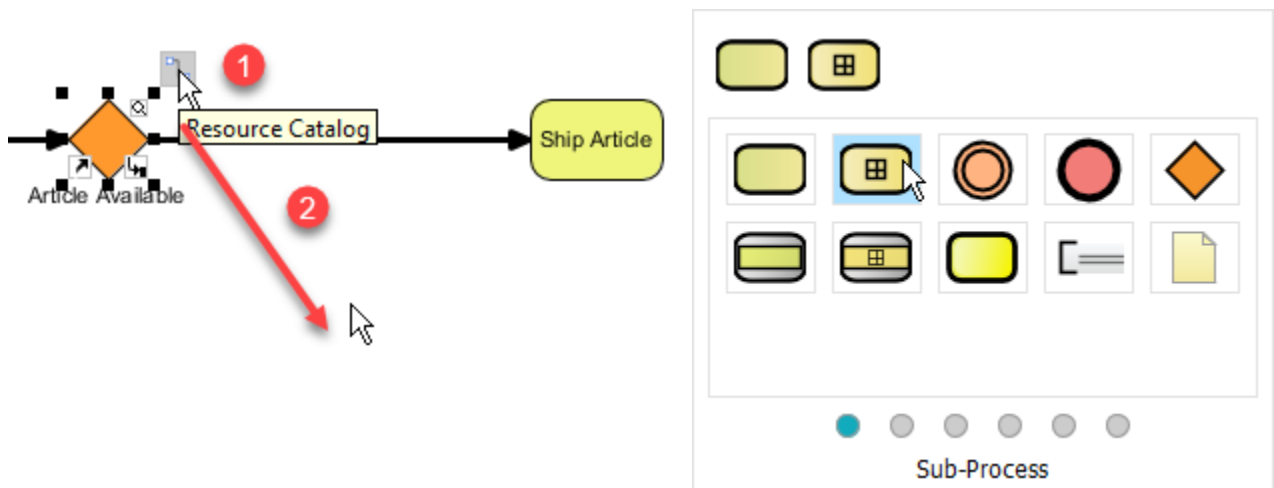 1
Resource Catalog
Ship Article
Article Available
2
Sub-Process